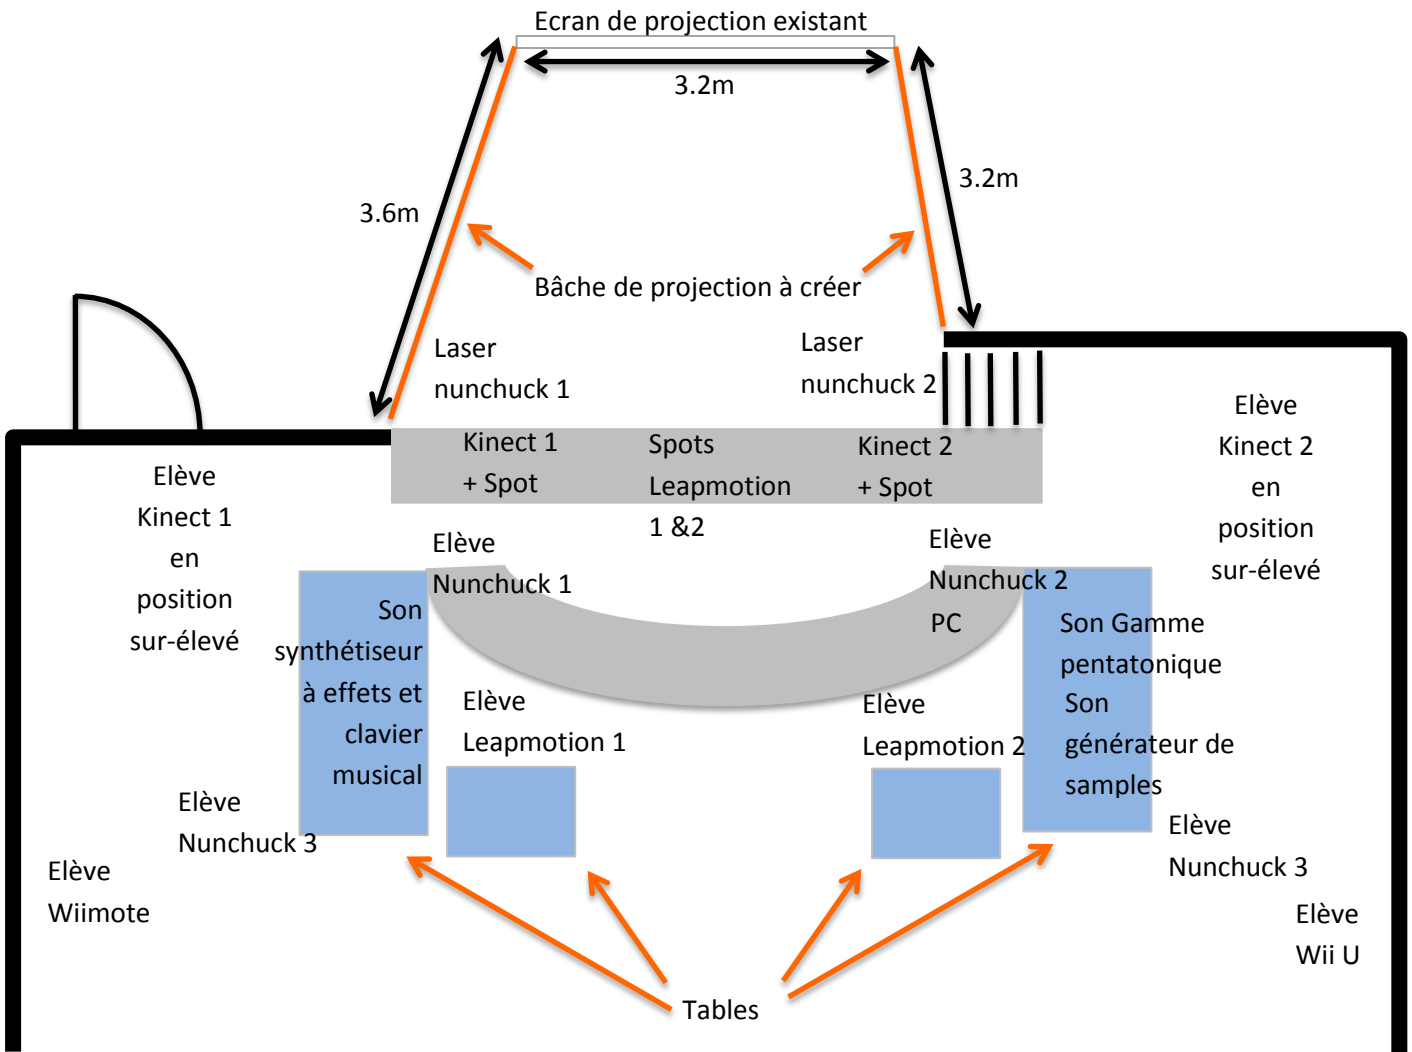 Ecran de projection existant
3.2m
3.6m
3.2m
Bâche de projection à créer
Laser
nunchuck 1
Laser
nunchuck 2
Kinect 1
+ Spot
Spots
Leapmotion
1 &2
Kinect 2
+ Spot
Elève
Kinect 1
en
position
sur-élevé
Elève
Kinect 2
en
position
sur-élevé
Elève
Nunchuck 1
Elève
Nunchuck 2
PC
Son
synthétiseur
à effets et
clavier
musical
Son Gamme
pentatonique
Son
générateur de
samples
Elève
Leapmotion 1
Elève
Leapmotion 2
Elève
Nunchuck 3
Elève
Wiimote
Elève
Nunchuck 3
Elève
Wii U
Tables